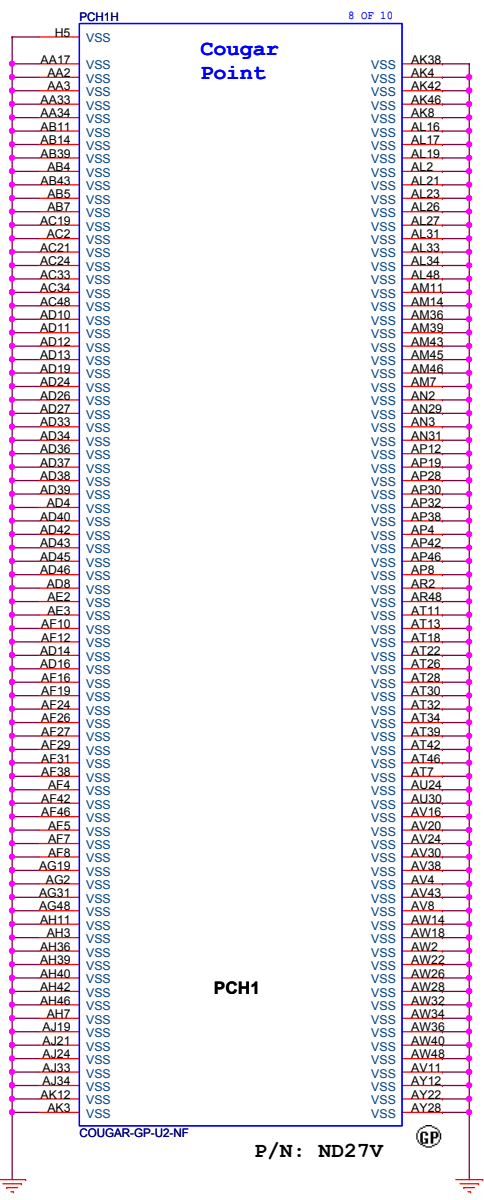 PCH1H 8 OF 10
H5 VSS Cougar
AA17 VSS Point VSS AK38
AA2 VSS VSS AK4
AA3 VSS VSS AK42
AA33 VSS VSS AK46
AA34 VSS VSS AK8
AB11 VSS VSS AL16
AB14 VSS VSS AL17
AB39 VSS VSS AL19
AB4 VSS VSS AL2
AB43 VSS VSS AL21
AB5 VSS VSS AL23
AB7 VSS VSS AL26
AC19 VSS VSS AL27
AC2 VSS VSS AL31
AC21 VSS VSS AL33
AC24 VSS VSS AL34
AC33 VSS VSS AL48
AC34 VSS VSS AM11
AC48 VSS VSS AM14
AD10 VSS VSS AM36
AD11 VSS VSS AM39
AD12 VSS VSS AM43
AD13 VSS VSS AM45
AD19 VSS VSS AM46
AD24 VSS VSS AM7
AD26 VSS VSS AN2
AD27 VSS VSS AN29
AD33 VSS VSS AN3
AD34 VSS VSS AN31
AD36 VSS VSS AP12
AD37 VSS VSS AP19
AD38 VSS VSS AP28
AD39 VSS VSS AP30
AD4 VSS VSS AP32
AD40 VSS VSS AP38
AD42 VSS VSS AP4
AD43 VSS VSS AP42
AD45 VSS VSS AP46
AD46 VSS VSS AP8
AD8 VSS VSS AR2
AE2 VSS VSS AR48
AE3 VSS VSS AT11
AF10 VSS VSS AT13
AF12 VSS VSS AT18
AD14 VSS VSS AT22
AD16 VSS VSS AT26
AF16 VSS VSS AT28
AF19 VSS VSS AT30
AF24 VSS VSS AT32
AF26 VSS VSS AT34
AF27 VSS VSS AT39
AF29 VSS VSS AT42
AF31 VSS VSS AT46
AF38 VSS VSS AT7
AF4 VSS VSS AU24
AF42 VSS VSS AU30
AF46 VSS VSS AV16
AF5 VSS VSS AV20
AF7 VSS VSS AV24
AF8 VSS VSS AV30
AG19 VSS VSS AV38
AG2 VSS VSS AV4
AG31 VSS VSS AV43
AG48 VSS VSS AV8
AH11 VSS VSS AW14
AH3 VSS VSS AW18
AH36 VSS VSS AW2
AH39 VSS VSS AW22
AH40 VSS VSS AW26
AH42 VSS PCH1 VSS AW28
AH46 VSS VSS AW32
AH7 VSS VSS AW34
AJ19 VSS VSS AW36
AJ21 VSS VSS AW40
AJ24 VSS VSS AW48
AJ33 VSS VSS AV11
AJ34 VSS VSS AY12
AK12 VSS VSS AY22
AK3 VSS VSS AY28
COUGAR-GP-U2-NF
P/N: ND27V GP